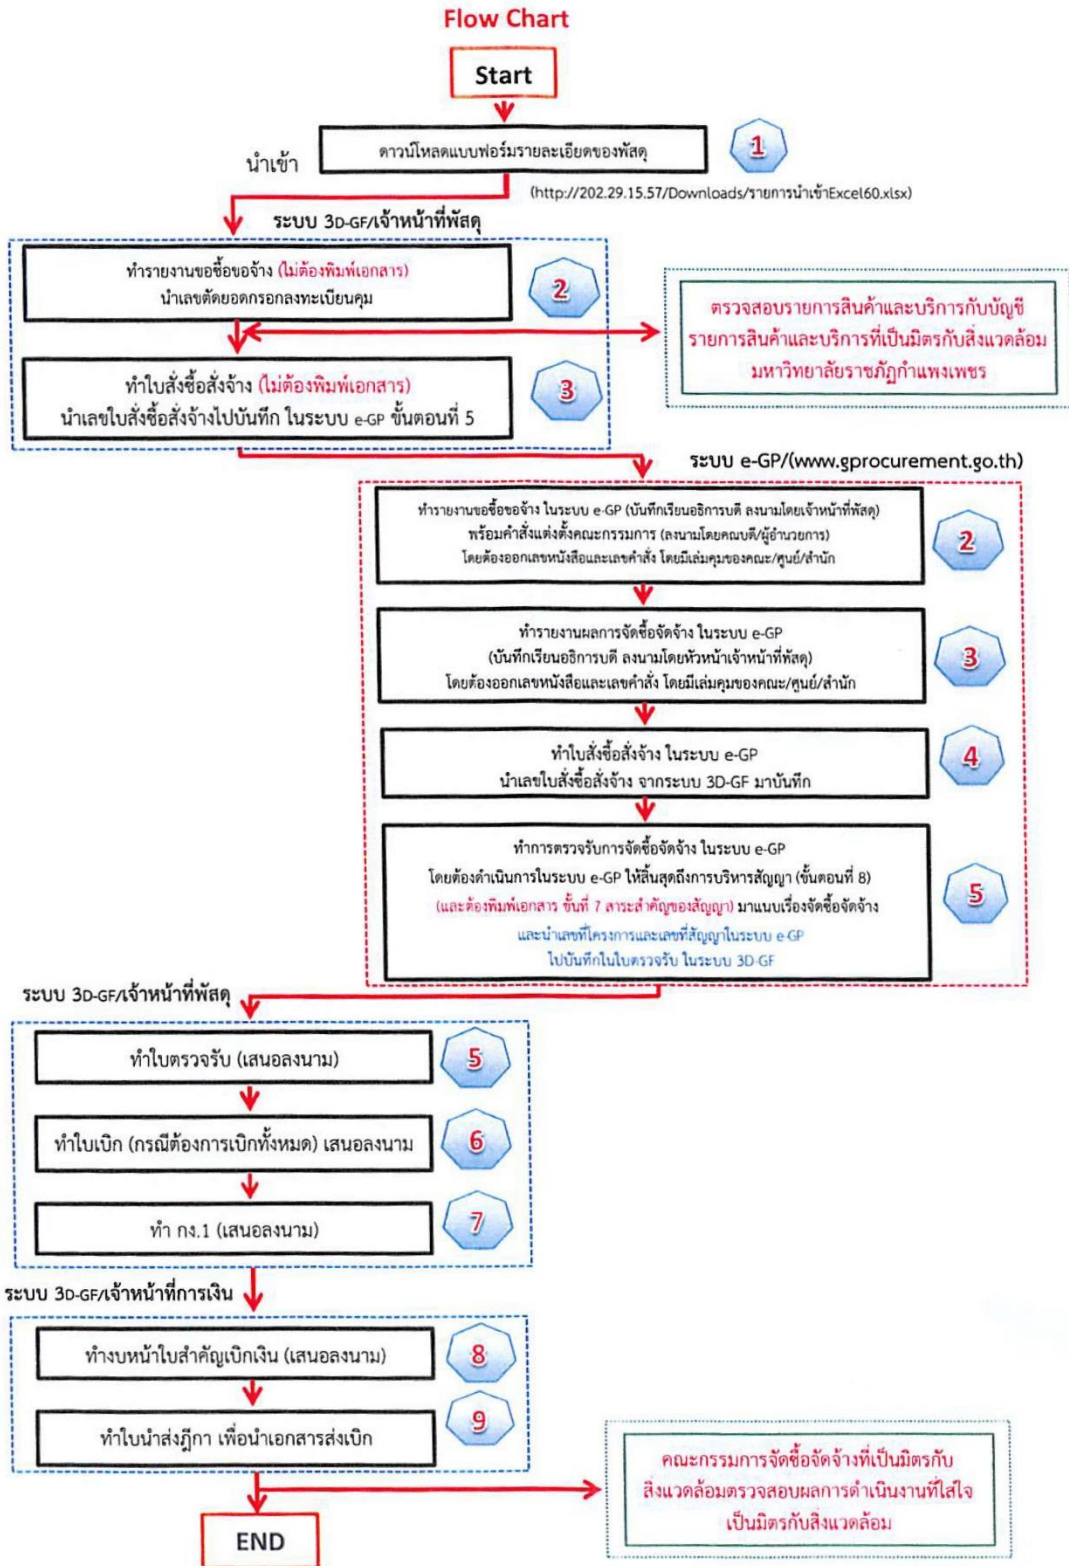 Flow Chart
Start
ดาวน์โหลดแบบฟอร์มรายละเอียดของพัสดุ
1
นำเข้า
(http://202.29.15.57/Downloads/รายการนำเข้าExcel60.xlsx)
ระบบ 3D-GF/เจ้าหน้าที่พัสดุ
ทำรายงานขอซื้อขอจ้าง (ไม่ต้องพิมพ์เอกสาร)
นำเลขตัดยอดกรอกลงทะเบียนคุม
2
ตรวจสอบรายการสินค้าและบริการกับบัญชี
รายการสินค้าและบริการที่เป็นมิตรกับสิ่งแวดล้อม
มหาวิทยาลัยราชภัฏกำแพงเพชร
ทำใบสั่งซื้อสั่งจ้าง (ไม่ต้องพิมพ์เอกสาร)
นำเลขใบสั่งซื้อสั่งจ้างไปบันทึก ในระบบ e-GP ขั้นตอนที่ 5
3
ระบบ e-GP/(www.gprocurement.go.th)
ทำรายงานขอซื้อขอจ้าง ในระบบ e-GP (บันทึกเรียนอธิการบดี ลงนามโดยเจ้าหน้าที่พัสดุ)
พร้อมคำสั่งแต่งตั้งคณะกรรมการ (ลงนามโดยคณบดี/ผู้อำนวยการ)
โดยต้องออกเลขหนังสือและเลขคำสั่ง โดยมีเล่มคุมของคณะ/ศูนย์/สำนัก
2
ทำรายงานผลการจัดซื้อจัดจ้าง ในระบบ e-GP
(บันทึกเรียนอธิการบดี ลงนามโดยหัวหน้าเจ้าหน้าที่พัสดุ)
โดยต้องออกเลขหนังสือและเลขคำสั่ง โดยมีเล่มคุมของคณะ/ศูนย์/สำนัก
3
ทำใบสั่งซื้อสั่งจ้าง ในระบบ e-GP
นำเลขใบสั่งซื้อสั่งจ้าง จากระบบ 3D-GF มาบันทึก
4
ทำการตรวจรับการจัดซื้อจัดจ้าง ในระบบ e-GP
โดยต้องดำเนินการในระบบ e-GP ให้สิ้นสุดถึงการบริหารสัญญา (ขั้นตอนที่ 8)
(และต้องพิมพ์เอกสาร ขั้นที่ 7 สาระสำคัญของสัญญา) มาแนบเรื่องจัดซื้อจัดจ้าง
และนำเลขที่โครงการและเลขที่สัญญาในระบบ e-GP
ไปบันทึกในใบตรวจรับ ในระบบ 3D-GF
5
ระบบ 3D-GF/เจ้าหน้าที่พัสดุ
ทำใบตรวจรับ (เสนอลงนาม)
5
ทำใบเบิก (กรณีต้องการเบิกทั้งหมด) เสนอลงนาม
6
ทำ กง.1 (เสนอลงนาม)
7
ระบบ 3D-GF/เจ้าหน้าที่การเงิน
ทำงบหน้าใบสำคัญเบิกเงิน (เสนอลงนาม)
8
ทำใบนำส่งฎีกา เพื่อนำเอกสารส่งเบิก
9
คณะกรรมการจัดซื้อจัดจ้างที่เป็นมิตรกับ
สิ่งแวดล้อมตรวจสอบผลการดำเนินงานที่ใส่ใจ
เป็นมิตรกับสิ่งแวดล้อม
END